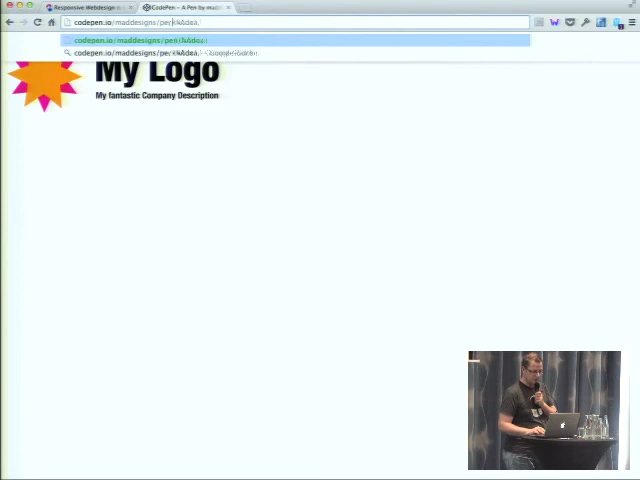 Responsive Webdesign
CodePen - A Pen by madd
codepen.io/maddesigns/pen
codepen.io/maddesigns/pen
codepen.io/maddesigns/pen
My Logo
My fantastic Company Description